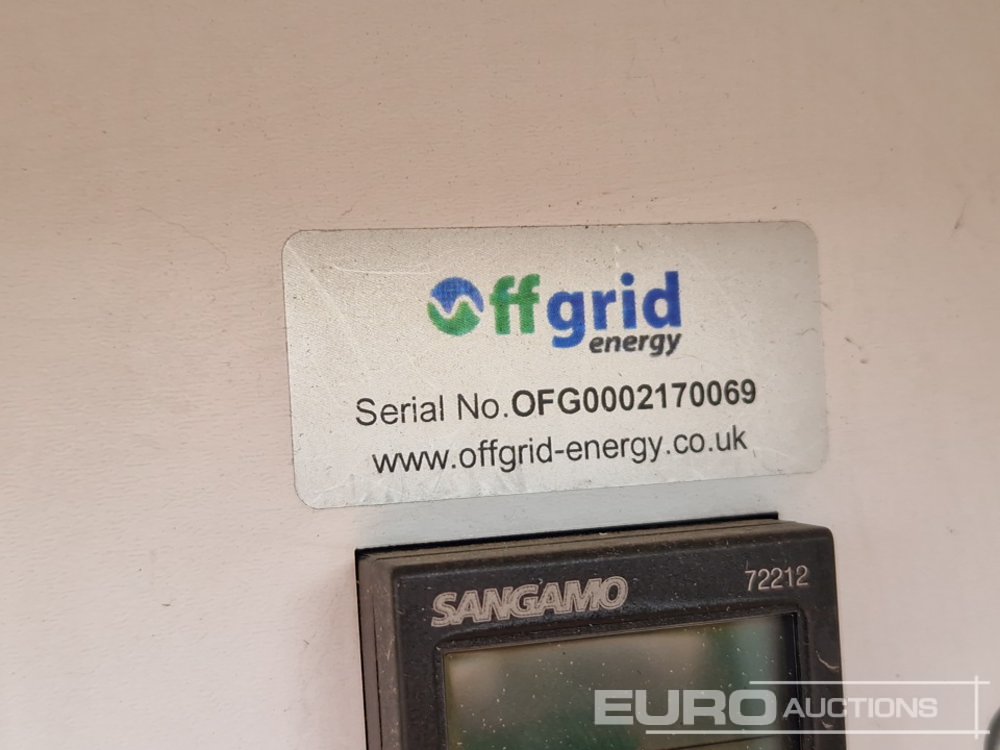 Offgrid
energy
Serial No.OFG0002170069
www.offgrid-energy.co.uk
SANGAMO 72212
EURO AUCTIONS